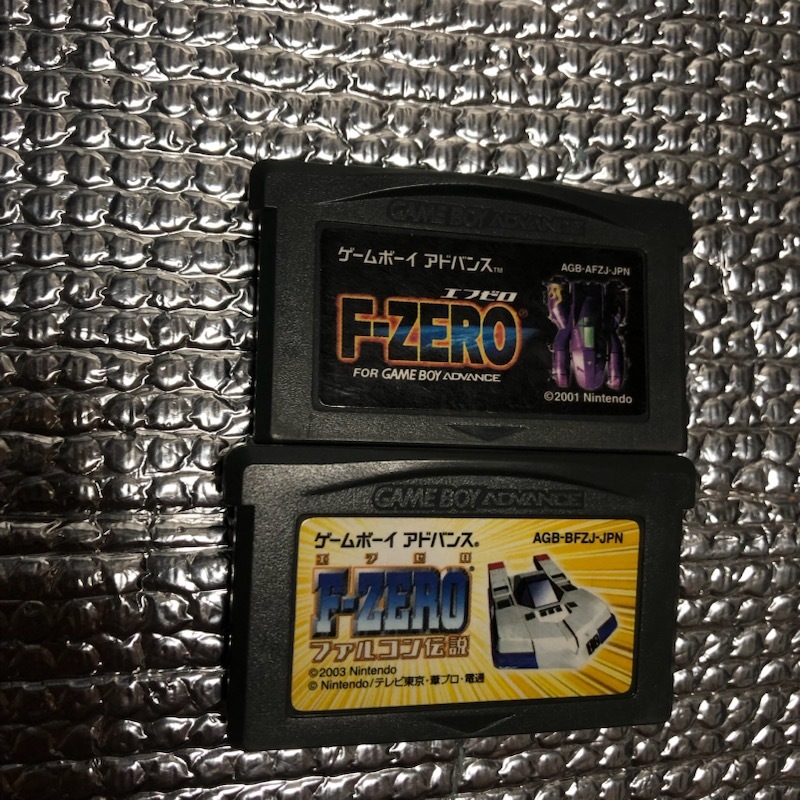 GAME BOY ADVANCE
ゲームボーイ アドバンス™
AGB-AFZJ-JPN
エフゼロ
F-ZERO®
FOR GAME BOY ADVANCE
©2001 Nintendo
GAME BOY ADVANCE
ゲームボーイ アドバンス®
AGB-BFZJ-JPN
エフゼロ
F-ZERO®
ファルコン伝説
©2003 Nintendo
© Nintendo/テレビ東京・葦プロ・電通